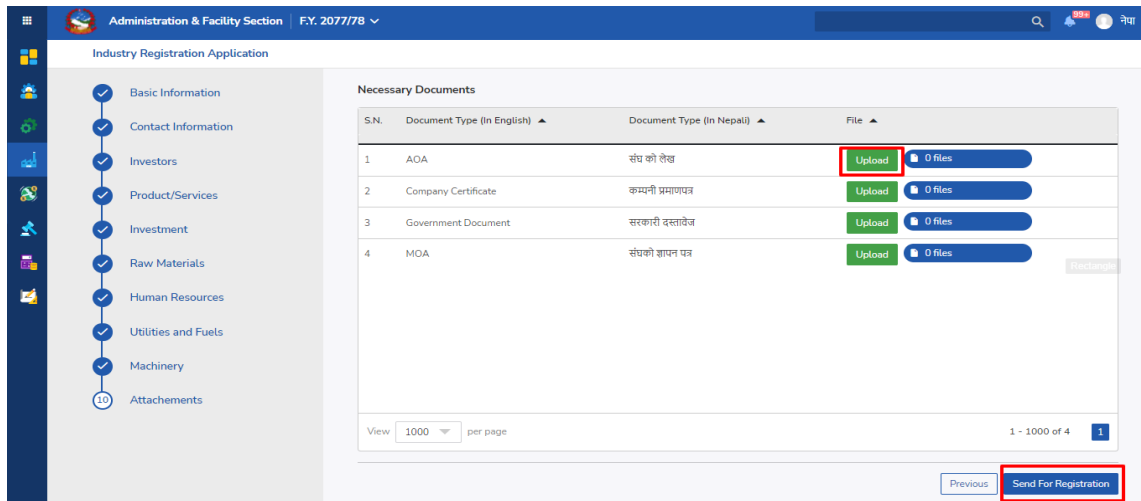 Administration & Facility Section F.Y. 2077/78
99+
नेपा
Industry Registration Application
Basic Information
Contact Information
Investors
Product/Services
Investment
Raw Materials
Human Resources
Utilities and Fuels
Machinery
10 Attachements
Necessary Documents
S.N. Document Type (In English) Document Type (In Nepali) File
1 AOA संघ को लेख Upload 0 files
2 Company Certificate कम्पनी प्रमाणपत्र Upload 0 files
3 Government Document सरकारी दस्तावेज Upload 0 files
4 MOA संघको ज्ञापन पत्र Upload 0 files
Rectangle
View 1000 per page 1 - 1000 of 4 1
Previous Send For Registration